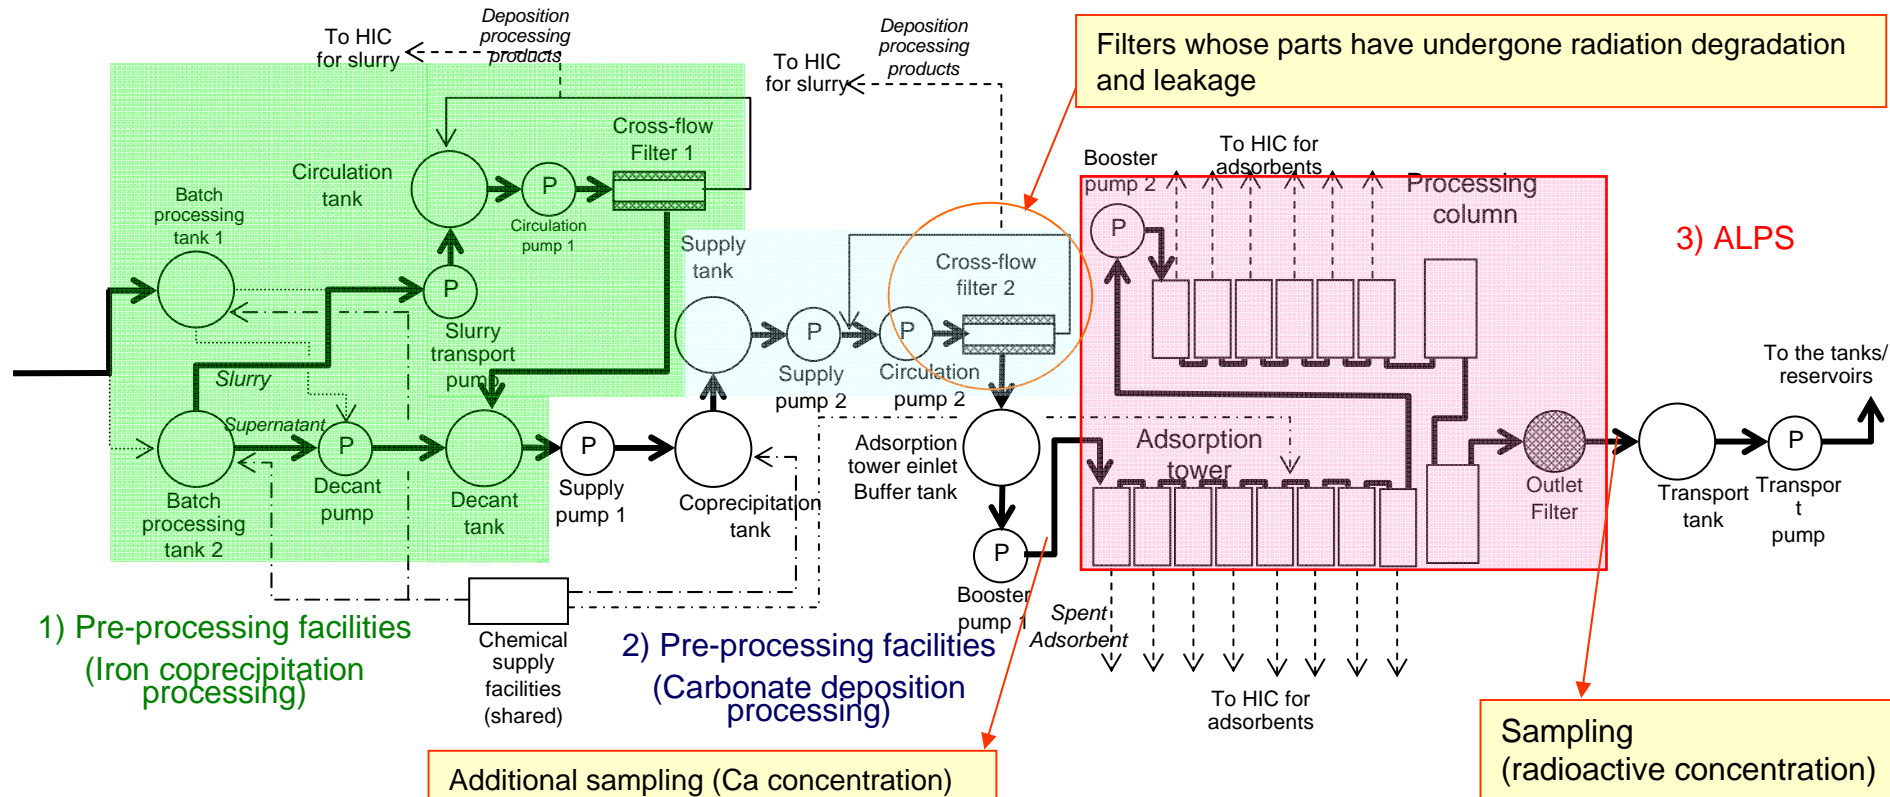 Deposition
processing
products
To HIC
for slurry
Deposition
processing
products
To HIC
for slurry
Filters whose parts have undergone radiation degradation
and leakage
Cross-flow
Filter 1
Circulation
tank
P
Circulation
pump 1
Batch
processing
tank 1
P
Slurry
transport
pump
Slurry
Supernatant
P
Batch
processing
tank 2
Decant
pump
Decant
tank
P
Supply
pump 1
Supply
tank
P
Supply
pump 2
P
Circulation
pump 2
Cross-flow
filter 2
Coprecipitation
tank
Adsorption
tower einlet
Buffer tank
P
Booster
pump 1
Booster
pump 2
P
To HIC for
adsorbents
Processing
column
3) ALPS
Adsorption
tower
Outlet
Filter
To the tanks/
reservoirs
P
Transport
tank
Transpor
t
pump
Spent
Adsorbent
To HIC for
adsorbents
1) Pre-processing facilities
(Iron coprecipitation
processing)
Chemical
supply
facilities
(shared)
2) Pre-processing facilities
(Carbonate deposition
processing)
Additional sampling (Ca concentration)
Sampling
(radioactive concentration)